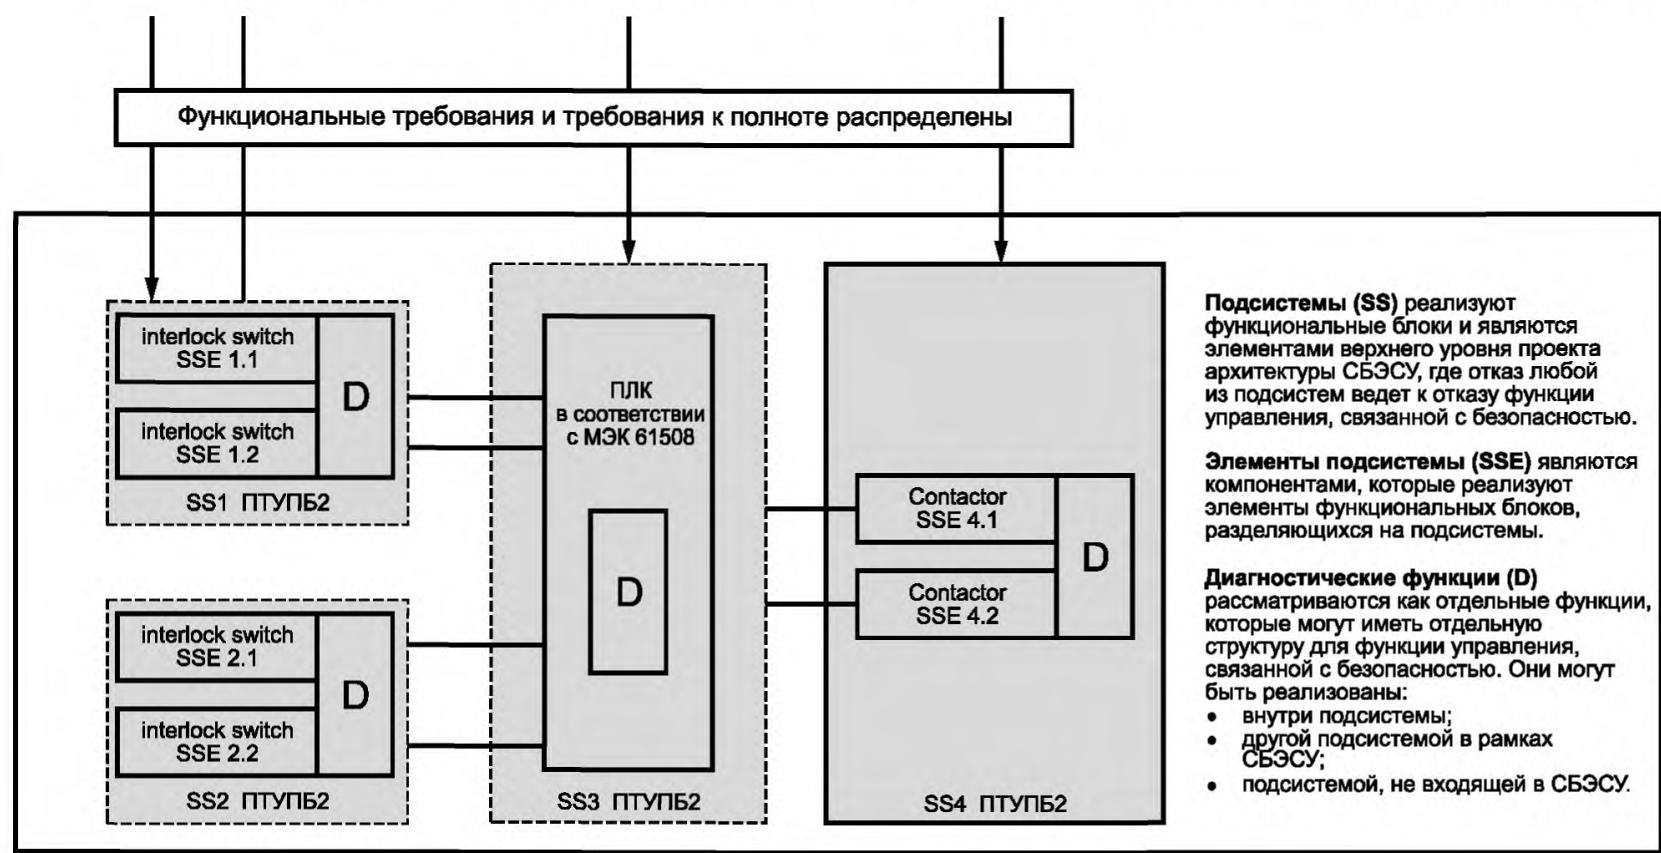 Функциональные требования и требования к полноте распределены
interlock switch
SSE 1.1
D
interlock switch
SSE 1.2
SS1 ПТУПБ2
interlock switch
SSE 2.1
D
interlock switch
SSE 2.2
SS2 ПТУПБ2
ПЛК
в соответствии
с МЭК 61508
D
SS3 ПТУПБ2
Contactor
SSE 4.1
D
Contactor
SSE 4.2
SS4 ПТУПБ2
Подсистемы (SS) реализуют
функциональные блоки и являются
элементами верхнего уровня проекта
архитектуры СБЭСУ, где отказ любой
из подсистем ведет к отказу функции
управления, связанной с безопасностью.
Элементы подсистемы (SSE) являются
компонентами, которые реализуют
элементы функциональных блоков,
разделяющихся на подсистемы.
Диагностические функции (D)
рассматриваются как отдельные функции,
которые могут иметь отдельную
структуру для функции управления,
связанной с безопасностью. Они могут
быть реализованы:
• внутри подсистемы;
• другой подсистемой в рамках
СБЭСУ;
• подсистемой, не входящей в СБЭСУ.